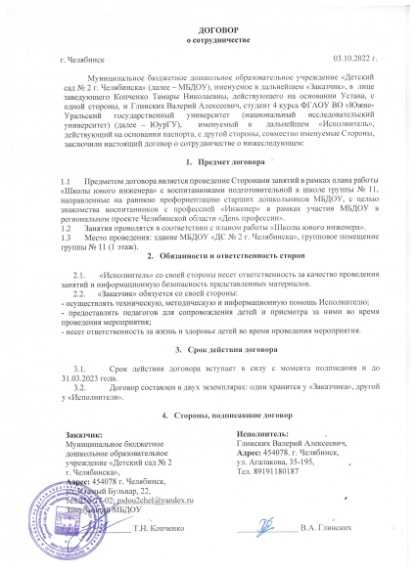 ДОГОВОР
о сотрудничестве
г. Челябинск 03.10.2022 г.
Муниципальное бюджетное дошкольное образовательное учреждение «Детский
сад № 2 г. Челябинска» (далее – МБДОУ), именуемое в дальнейшем «Заказчик», в лице
заведующего Копченко Тамары Николаевны, действующего на основании Устава, с
одной стороны, и Глинских Валерий Алексеевич, студент 4 курса ФГАОУ ВО «Южно-
Уральский государственный университет (национальный исследовательский
университет) (далее – ЮУрГУ), именуемый в дальнейшем «Исполнитель»,
действующий на основании паспорта, с другой стороны, совместно именуемые Стороны,
заключили настоящий договор о сотрудничестве о нижеследующем:
1. Предмет договора
1.1 Предметом договора является проведение Сторонами занятий в рамках плана работы
«Школы юного инженера» с воспитанниками подготовительной к школе группы № 11,
направленные на раннюю профориентацию старших дошкольников МБДОУ, с целью
знакомства воспитанников с профессией «Инженер» в рамках участия МБДОУ в
региональном проекте Челябинской области «День профессии».
1.2 Занятия проводятся в соответствии с планом работы «Школы юного инженера».
1.3 Место проведения: здание МБДОУ «ДС № 2 г. Челябинска», групповое помещение
группы № 11 (1 этаж).
2. Обязанности и ответственность сторон
2.1. «Исполнитель» со своей стороны несет ответственность за качество проведения
занятий и информационную безопасность представленных материалов.
2.2. «Заказчик» обязуется со своей стороны:
- осуществлять техническую, методическую и информационную помощь Исполнителю;
- предоставлять педагогов для сопровождения детей и присмотра за ними во время
проведения мероприятия;
- несет ответственность за жизнь и здоровье детей во время проведения мероприятия.
3. Срок действия договора
3.1. Срок действия договора вступает в силу с момента подписания и до
31.03.2023 года.
3.2. Договор составлен в двух экземплярах: один хранится у «Заказчика», другой
у «Исполнителя».
4. Стороны, подписавшие договор
Заказчик:
Муниципальное бюджетное
дошкольное образовательное
учреждение «Детский сад № 2
г. Челябинска»,
Адрес: 454078 г. Челябинск,
Южный Бульвар, 22,
pdou2chel@yandex.ru
МБДОУ
Т.Н. Копченко
Исполнитель:
Глинских Валерий Алексеевич,
Адрес: 454078. г. Челябинск,
ул. Агалакова, 35-195,
Тел. 89191180187
В.А. Глинских